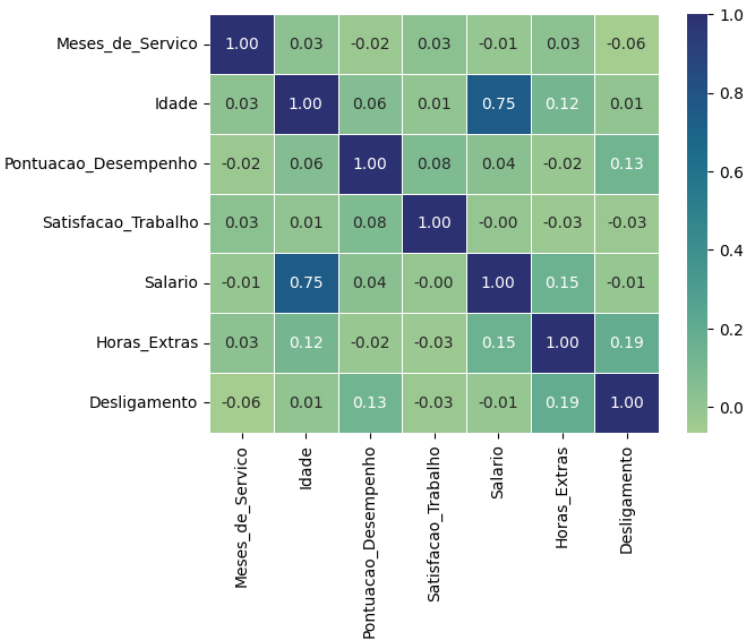 1.0
Meses_de_Servico 1.00 0.03 -0.02 0.03 -0.01 0.03 -0.06
0.8
Idade 0.03 1.00 0.06 0.01 0.75 0.12 0.01
Pontuacao_Desempenho -0.02 0.06 1.00 0.08 0.04 -0.02 0.13
0.6
Satisfacao_Trabalho 0.03 0.01 0.08 1.00 -0.00 -0.03 -0.03
0.4
Salario -0.01 0.75 0.04 -0.00 1.00 0.15 -0.01
0.2
Horas_Extras 0.03 0.12 -0.02 -0.03 0.15 1.00 0.19
Desligamento -0.06 0.01 0.13 -0.03 -0.01 0.19 1.00
0.0
Meses_de_Servico
Idade
Pontuacao_Desempenho
Satisfacao_Trabalho
Salario
Horas_Extras
Desligamento